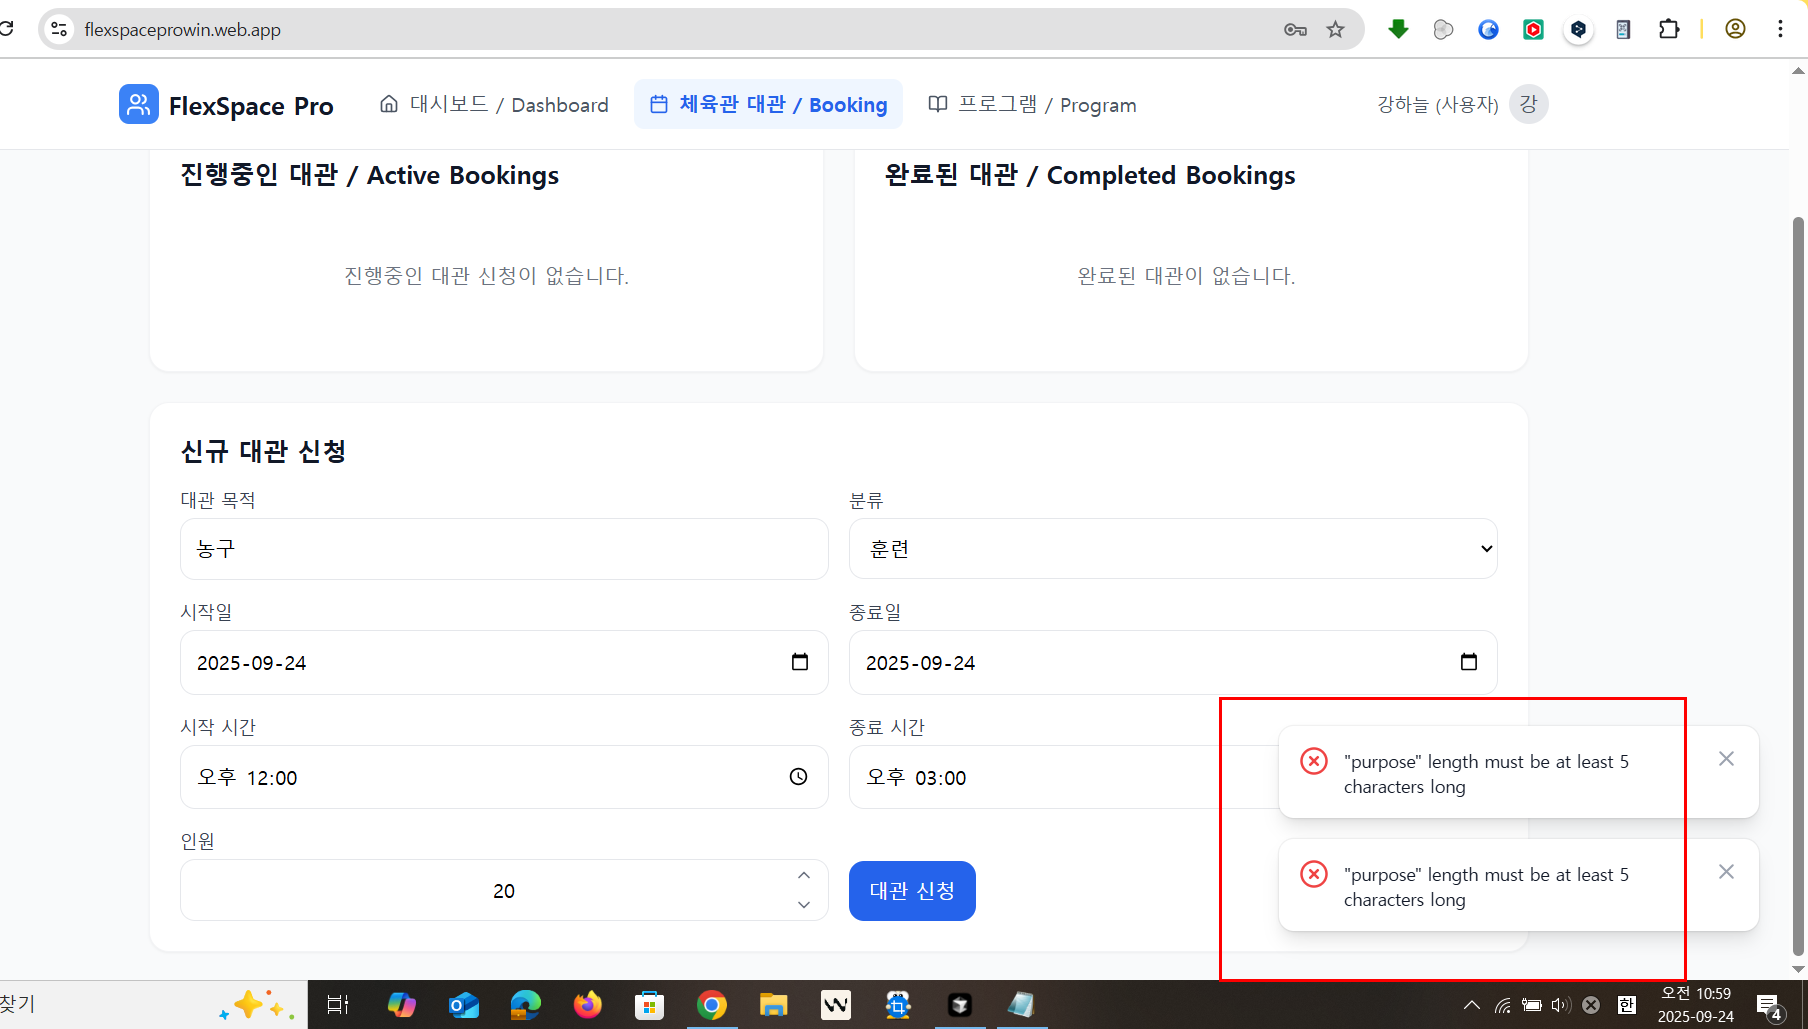 flexspaceprowin.web.app
FlexSpace Pro
대시보드 / Dashboard
체육관 대관 / Booking
프로그램 / Program
강하늘 (사용자)
강
진행중인 대관 / Active Bookings
완료된 대관 / Completed Bookings
진행중인 대관 신청이 없습니다.
완료된 대관이 없습니다.
신규 대관 신청
대관 목적
분류
농구
훈련
시작일
종료일
2025-09-24
2025-09-24
시작 시간
종료 시간
오후 12:00
오후 03:00
"purpose" length must be at least 5
characters long
인원
20
대관 신청
"purpose" length must be at least 5
characters long
찾기
한
오전 10:59
2025-09-24
4